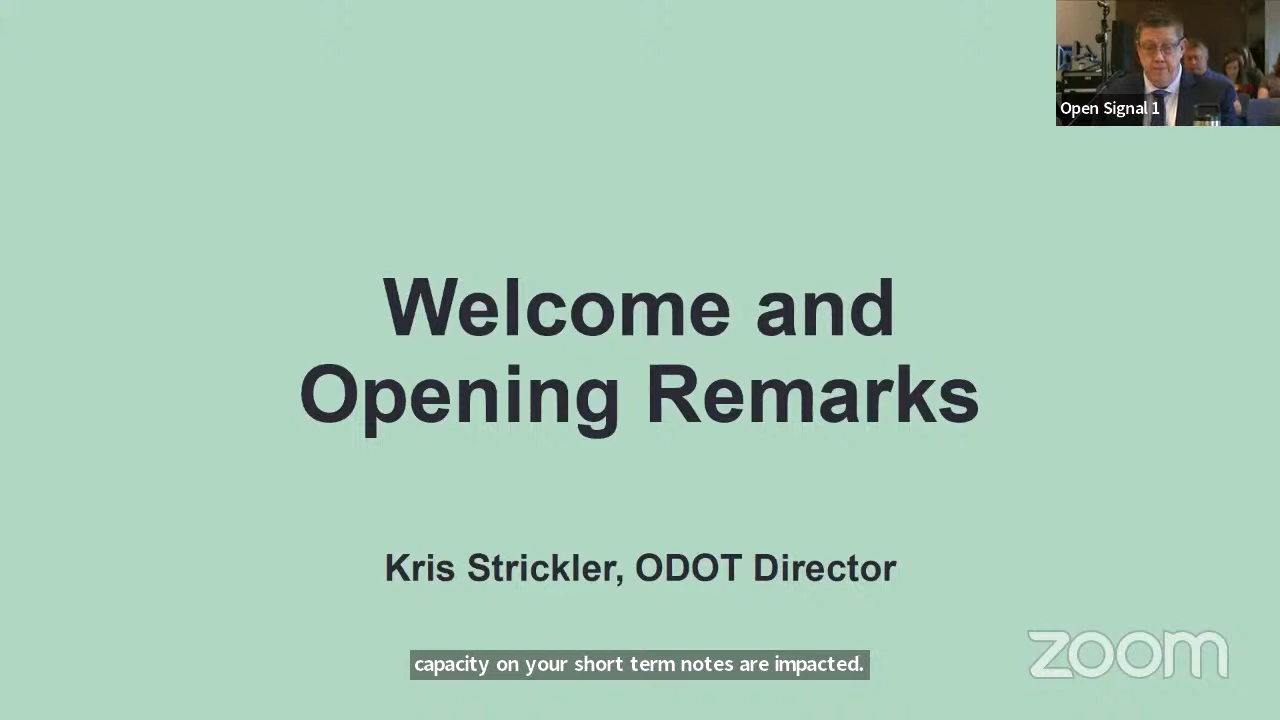 Open Signal 1
Welcome and
Opening Remarks
Kris Strickler, ODOT Director
capacity on your short term notes are impacted.
zoom